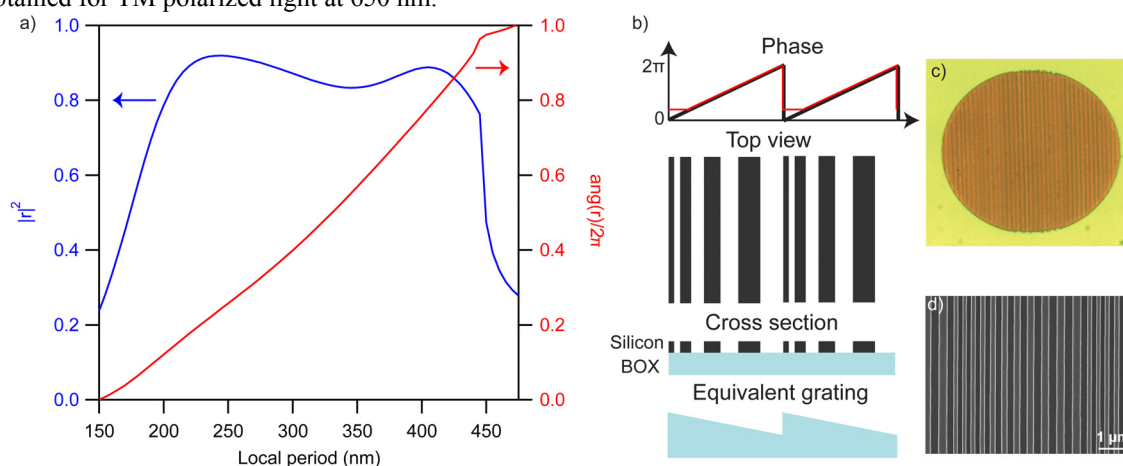 obtained for TM polarized light at 650 nm.
a)
1.0
0.8
0.6
0.4
0.2
0.0
|r|²
1.0
0.8
0.6
0.4
0.2
0.0
ang(r)/2π
150
200
250
300
350
400
450
Local period (nm)
b)
Phase
2π
0
Top view
Cross section
Silicon
BOX
Equivalent grating
c)
d)